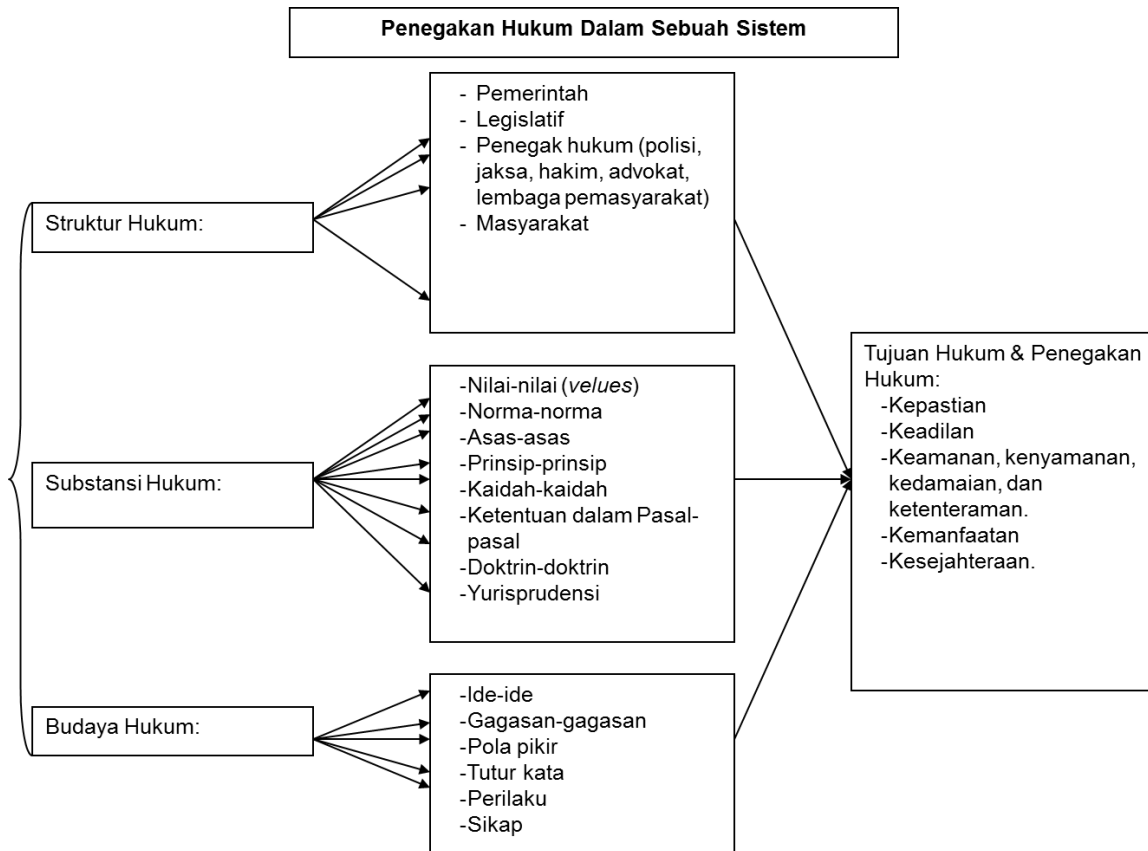 Penegakan Hukum Dalam Sebuah Sistem
- Pemerintah
- Legislatif
- Penegak hukum (polisi,
jaksa, hakim, advokat,
lembaga pemasyarakat)
- Masyarakat
Struktur Hukum:
-Nilai-nilai (velues)
-Norma-norma
-Asas-asas
-Prinsip-prinsip
-Kaidah-kaidah
-Ketentuan dalam Pasal-
pasal
-Doktrin-doktrin
-Yurisprudensi
Substansi Hukum:
-Ide-ide
-Gagasan-gagasan
-Pola pikir
-Tutur kata
-Perilaku
-Sikap
Budaya Hukum:
Tujuan Hukum & Penegakan
Hukum:
-Kepastian
-Keadilan
-Keamanan, kenyamanan,
kedamaian, dan
ketenteraman.
-Kemanfaatan
-Kesejahteraan.